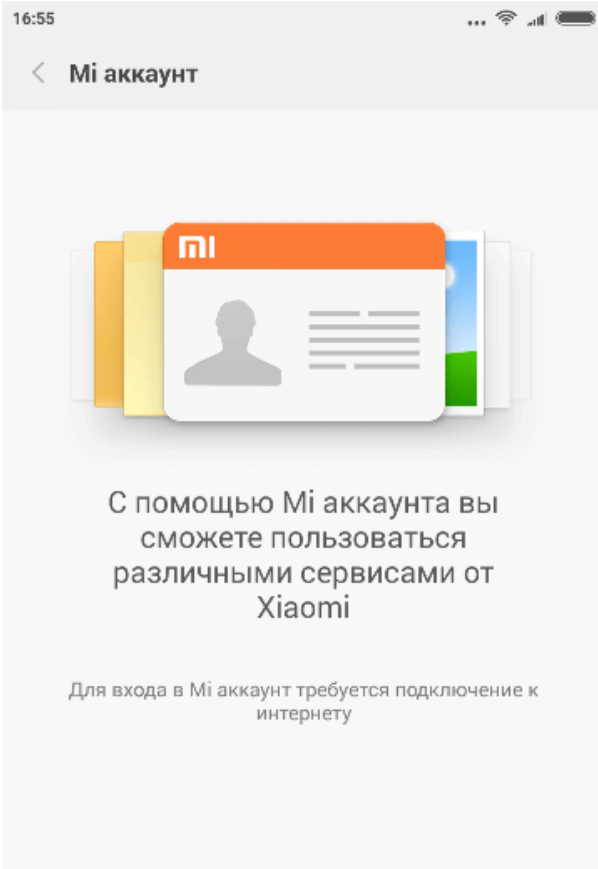 16:55
Mi аккаунт
MI
С помощью Mi аккаунта вы
сможете пользоваться
различными сервисами от
Xiaomi
Для входа в Mi аккаунт требуется подключение к
интернету